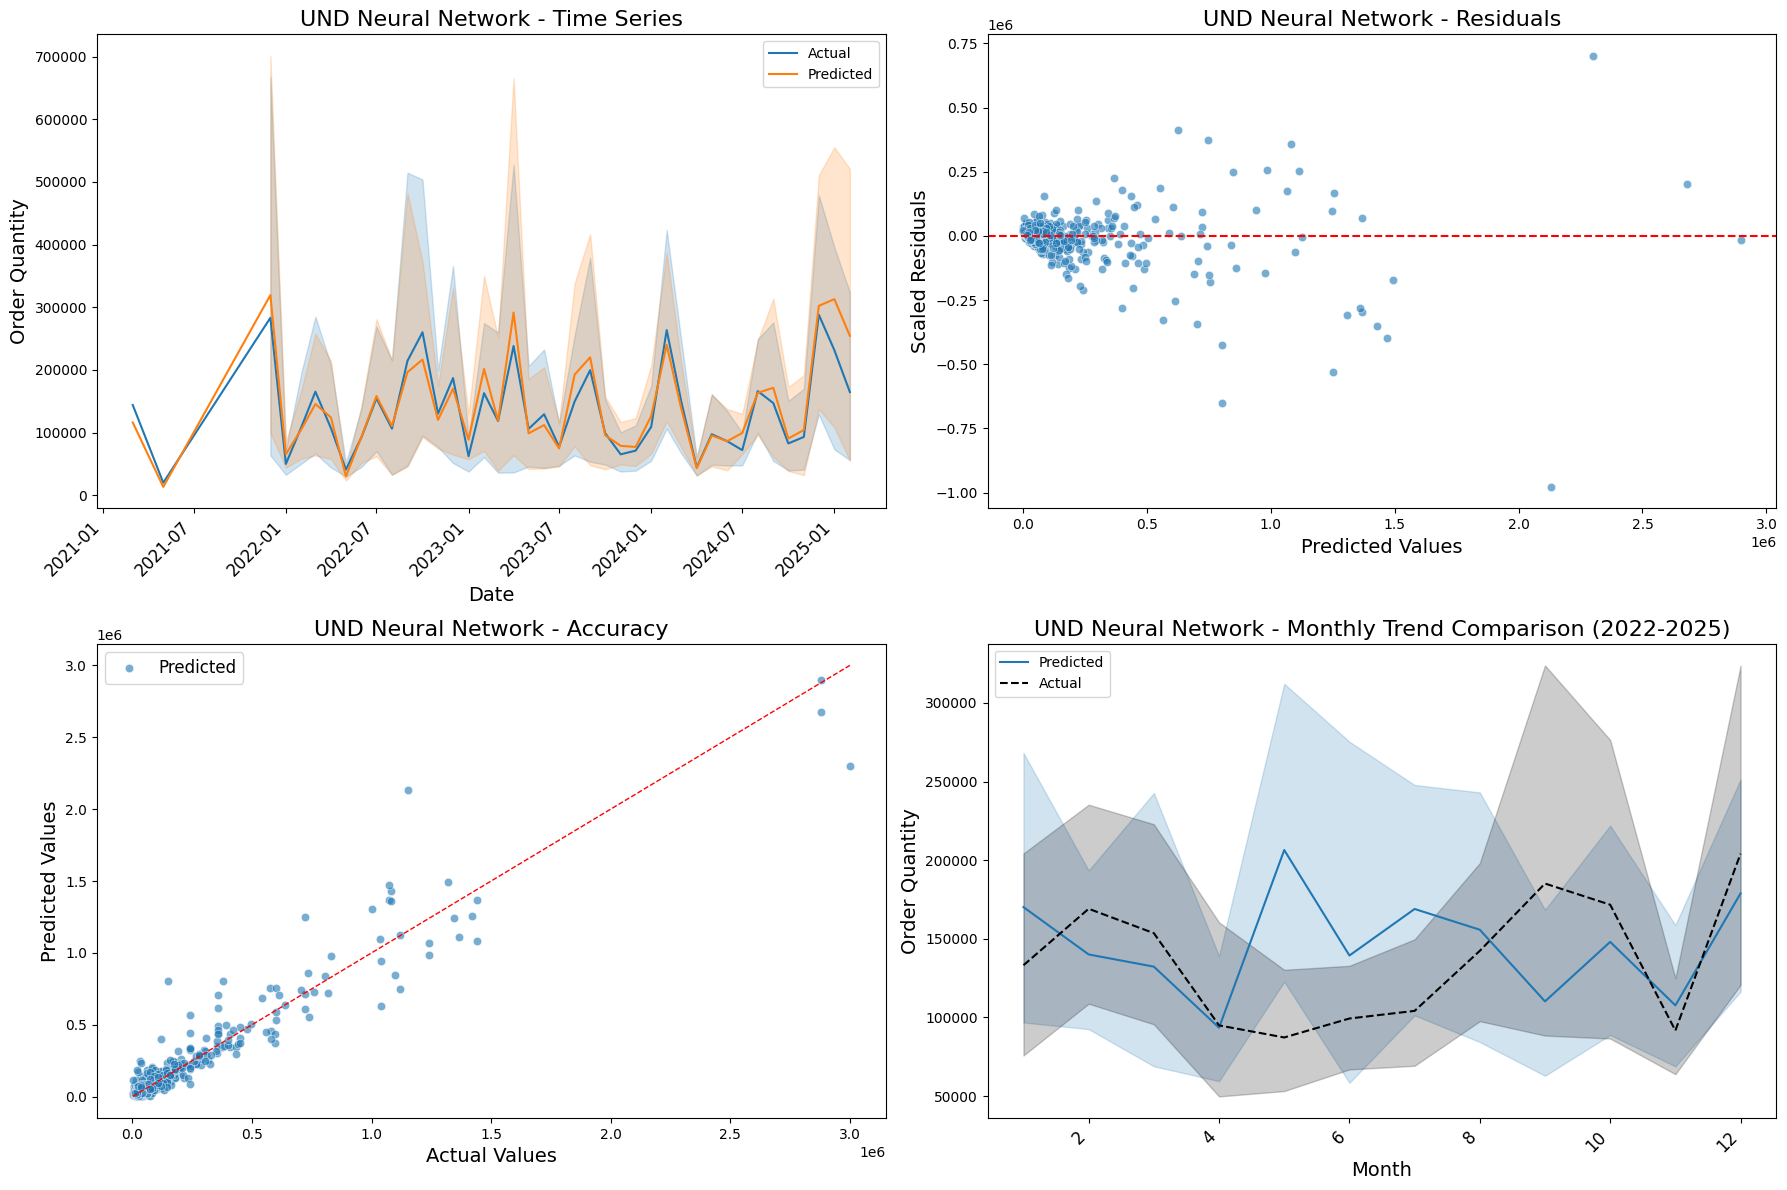 UND Neural Network - Time Series
Order Quantity
700000
600000
500000
400000
300000
200000
100000
0
Actual
Predicted
2021-01
2021-07
2022-01
2022-07
2023-01
2023-07
2024-01
2024-07
2025-01
Date
UND Neural Network - Residuals
1e6
Scaled Residuals
0.75
0.50
0.25
0.00
−0.25
−0.50
−0.75
−1.00
0.0 0.5 1.0 1.5 2.0 2.5 3.0
1e6
Predicted Values
UND Neural Network - Accuracy
1e6
Predicted Values
3.0
2.5
2.0
1.5
1.0
0.5
0.0
Predicted
0.0 0.5 1.0 1.5 2.0 2.5 3.0
1e6
Actual Values
UND Neural Network - Monthly Trend Comparison (2022-2025)
Order Quantity
300000
250000
200000
150000
100000
50000
Predicted
Actual
2 4 6 8 10 12
Month